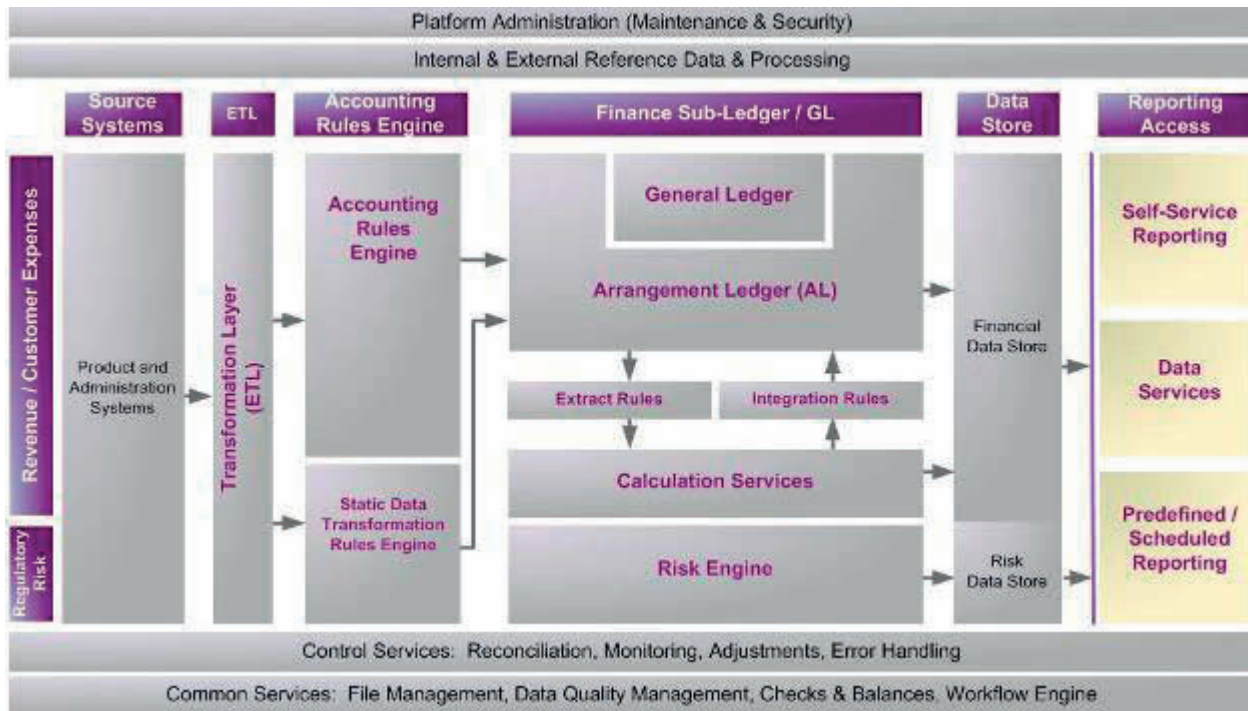 Platform Administration (Maintenance & Security)
Internal & External Reference Data & Processing
Source
Systems
ETL
Accounting
Rules Engine
Finance Sub-Ledger / GL
Data
Store
Reporting
Access
Revenue / Customer Expenses
Regulatory
Risk
Product and
Administration
Systems
Transformation Layer
(ETL)
Accounting
Rules
Engine
Static Data
Transformation
Rules Engine
General Ledger
Arrangement Ledger (AL)
Extract Rules
Integration Rules
Calculation Services
Risk Engine
Financial
Data Store
Risk
Data Store
Self-Service
Reporting
Data
Services
Predefined /
Scheduled
Reporting
Control Services: Reconciliation, Monitoring, Adjustments, Error Handling
Common Services: File Management, Data Quality Management, Checks & Balances, Workflow Engine